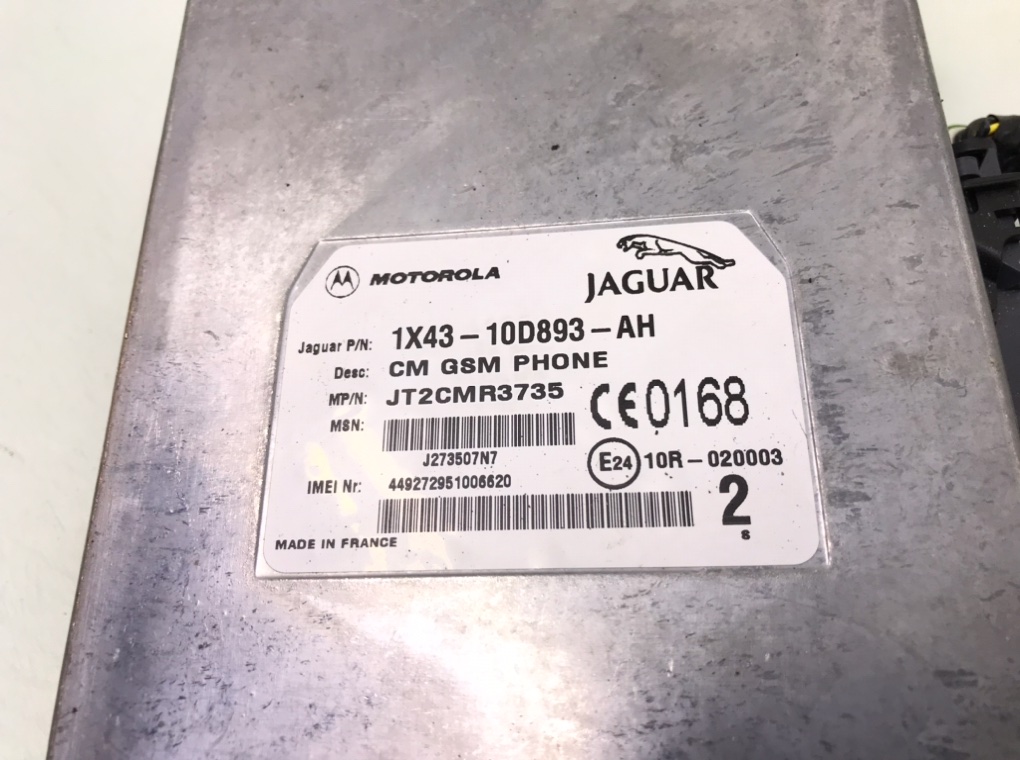 MOTOROLA
JAGUAR
Jaguar P/N: 1X43-10D893-AH
Desc: CM GSM PHONE
MP/N: JT2CMR3735
CE0168
MSN:
J273507N7
E24 10R-020003
IMEI Nr: 449272951006620
2
8
MADE IN FRANCE